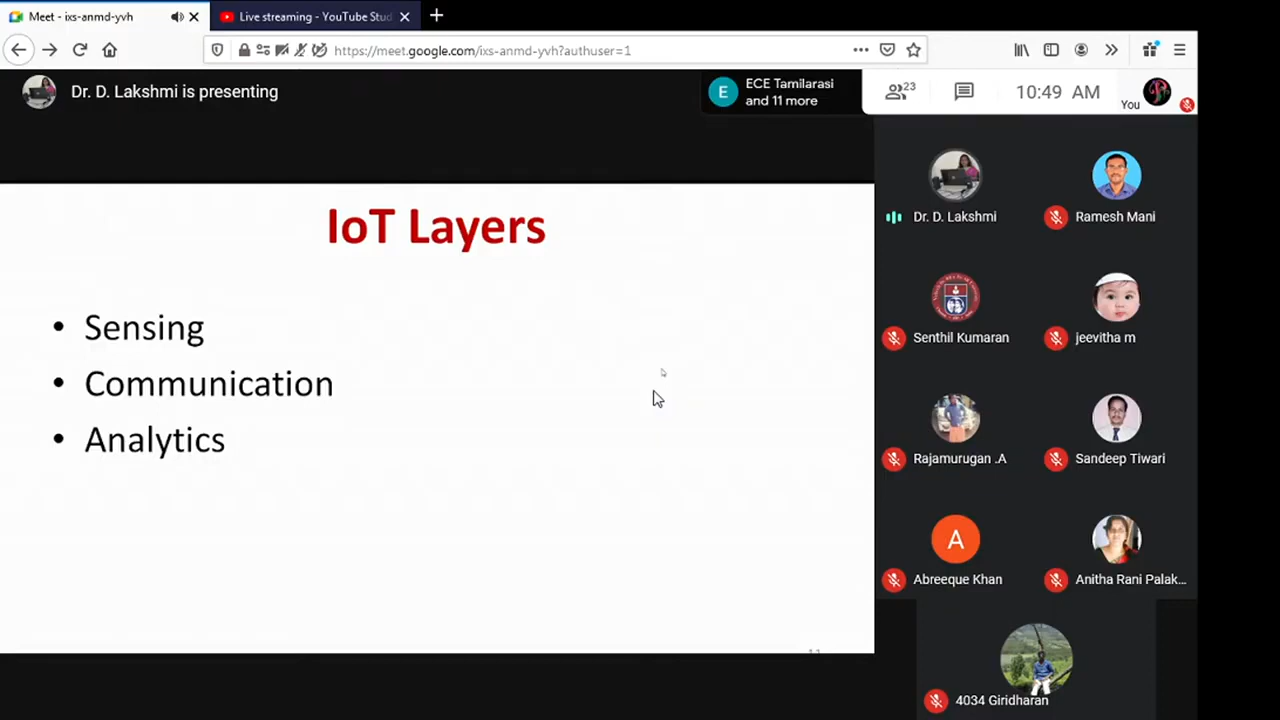 Meet - ixs-anmd-yvh
Live streaming - YouTube Stud
https://meet.google.com/ixs-anmd-yvh?authuser=1
Dr. D. Lakshmi is presenting
ECE Tamilarasi
and 11 more
E
23
10:49 AM
You
IoT Layers
• Sensing
• Communication
• Analytics
Dr. D. Lakshmi
Ramesh Mani
Senthil Kumaran
jeevitha m
Rajamurugan .A
Sandeep Tiwari
A
Abreeque Khan
Anitha Rani Palak...
4034 Giridharan